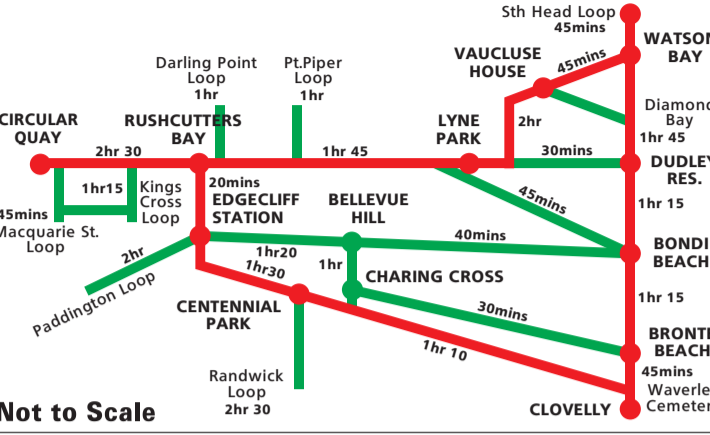 Sth Head Loop
45mins
WATSON
BAY
VAUCLUSE
HOUSE
45mins
Darling Point
Loop
1hr
Pt.Piper
Loop
1hr
Diamond
Bay
1hr 45
CIRCULAR
QUAY
RUSHCUTTERS
BAY
LYNE
PARK
2hr
2hr 30
1hr 45
30mins
DUDLEY
RES.
1hr15
Kings
Cross
Loop
20mins
EDGECLIFF
STATION
BELLEVUE
HILL
45mins
1hr 15
45mins
Macquarie St.
Loop
2hr
Paddington Loop
1hr20
40mins
BONDI
BEACH
1hr30
1hr
CHARING CROSS
1hr 15
CENTENNIAL
PARK
30mins
BRONTE
BEACH
1hr 10
45mins
Randwick
Loop
2hr 30
Waverle
Cemeter
CLOVELLY
Not to Scale